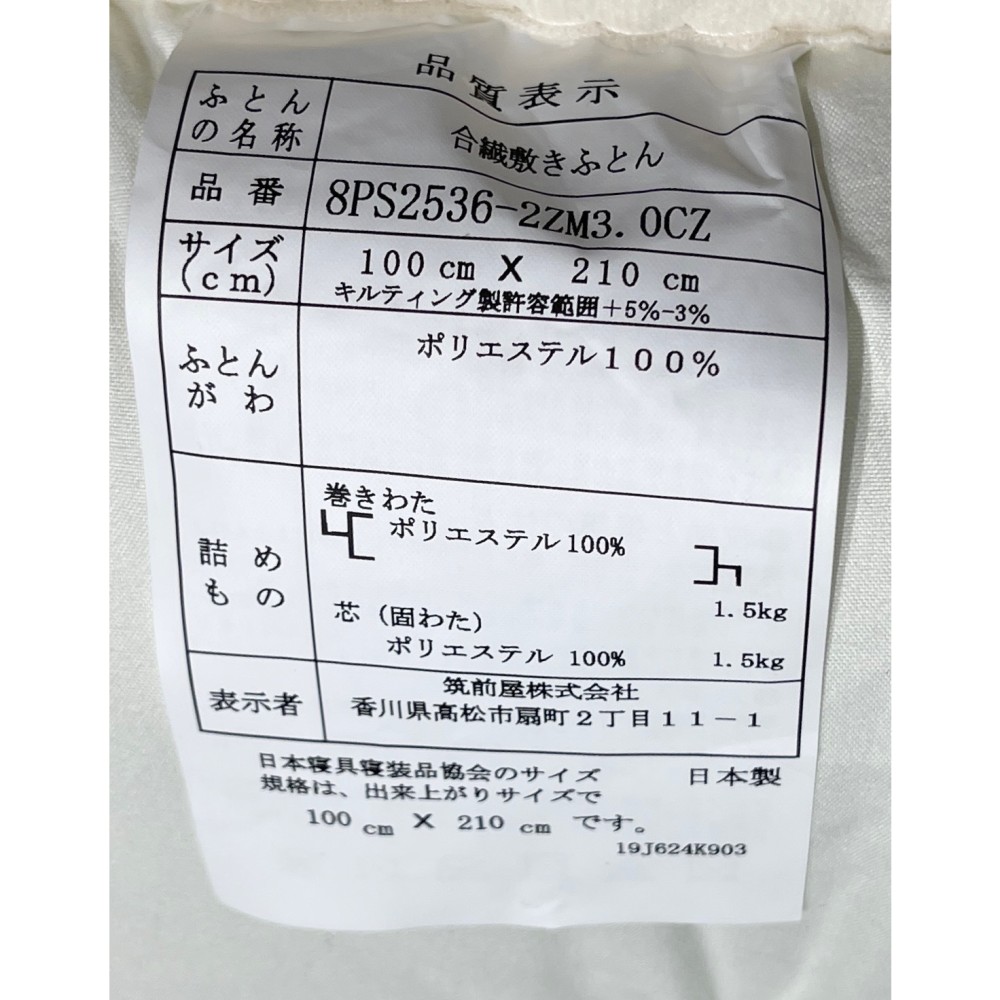 品質表示
ふとん
の名称
合繊敷きふとん
品番
8PS2536-2ZM3.0CZ
サイズ
(cm)
100cm X 210cm
キルティング製許容範囲+5%-3%
ふとん
がわ
ポリエステル100%
詰め
もの
巻きわた
ポリエステル100%
1.5kg
芯(固わた)
ポリエステル 100% 1.5kg
表示者
筑前屋株式会社
香川県高松市扇町2丁目11-1
日本寝具寝装品協会のサイズ
規格は、出来上がりサイズで
100cm X 210cm です。
日本製
19J624K903